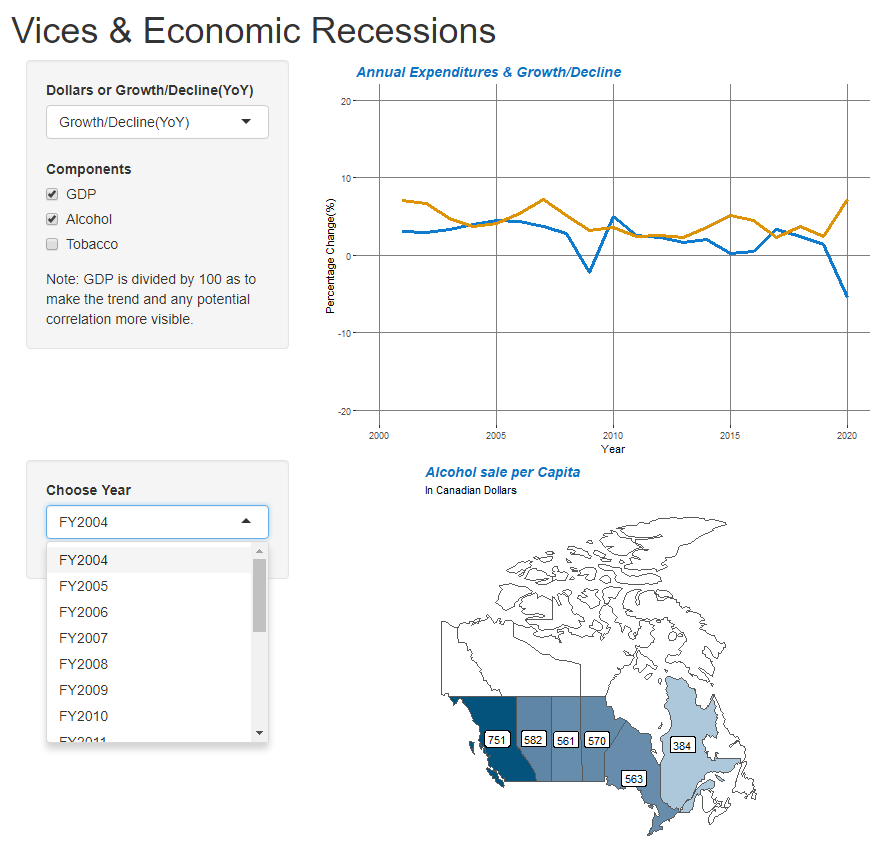 Vices & Economic Recessions
Dollars or Growth/Decline(YoY)
Growth/Decline(YoY)
Components
GDP
Alcohol
Tobacco
Note: GDP is divided by 100 as to
make the trend and any potential
correlation more visible.
Annual Expenditures & Growth/Decline
Percentage Change(%)
20
10
0
-10
-20
2000
2005
2010
2015
2020
Year
Choose Year
FY2004
FY2004
FY2005
FY2006
FY2007
FY2008
FY2009
FY2010
FY2011
Alcohol sale per Capita
In Canadian Dollars
751
582
561
570
563
384